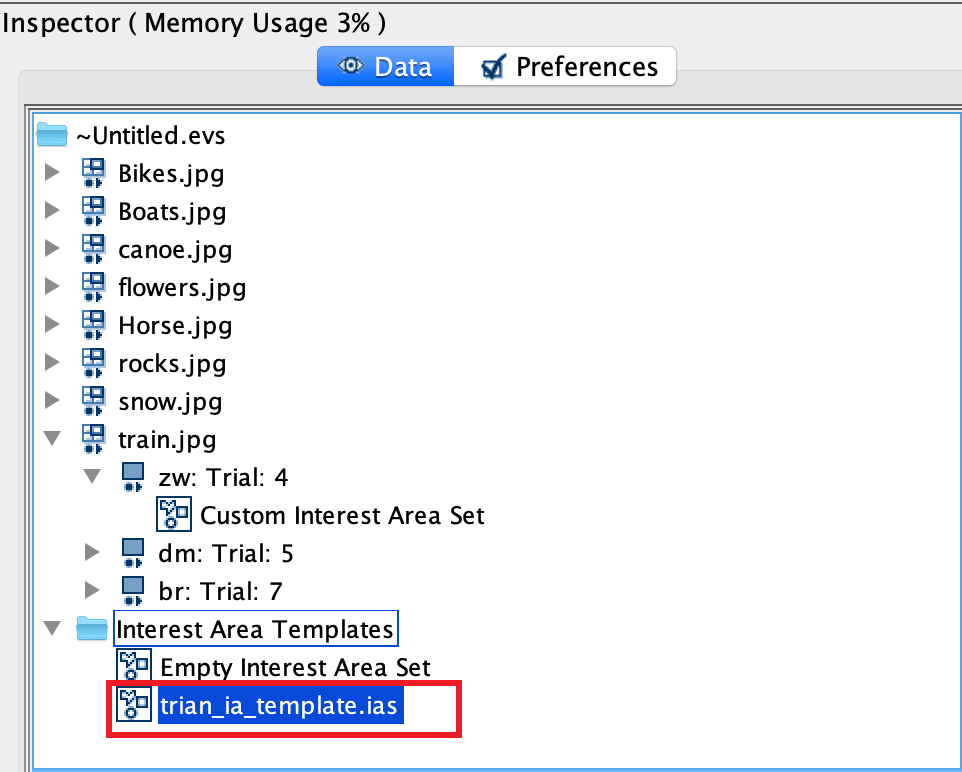 Inspector ( Memory Usage 3% )
Data
Preferences
~Untitled.evs
Bikes.jpg
Boats.jpg
canoe.jpg
flowers.jpg
Horse.jpg
rocks.jpg
snow.jpg
train.jpg
zw: Trial: 4
Custom Interest Area Set
dm: Trial: 5
br: Trial: 7
Interest Area Templates
Empty Interest Area Set
trian_ia_template.ias